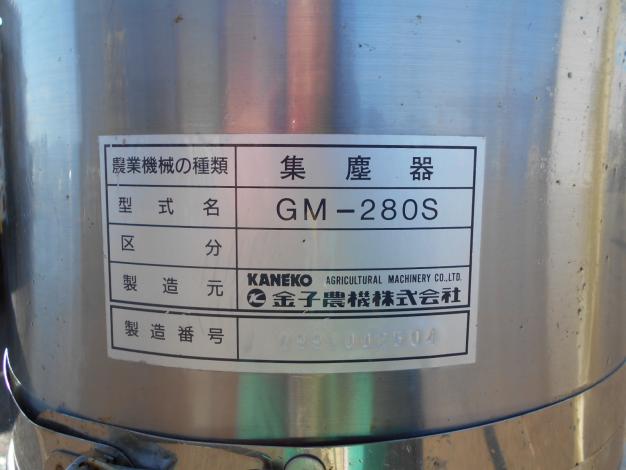 農業機械の種類 集塵器
型式名 GM-280S
区分
製造元 KANEKO AGRICULTURAL MACHINERY CO.,LTD.
金子農機株式会社
製造番号